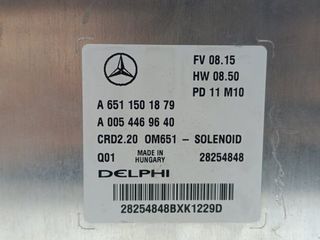 FV 08.15
HW 08.50
PD 11 M10
A 651 150 18 79
A 005 446 96 40
CRD2.20 OM651 - SOLENOID
Q01 MADE IN HUNGARY 28254848
DELPHI
28254848BXK1229D